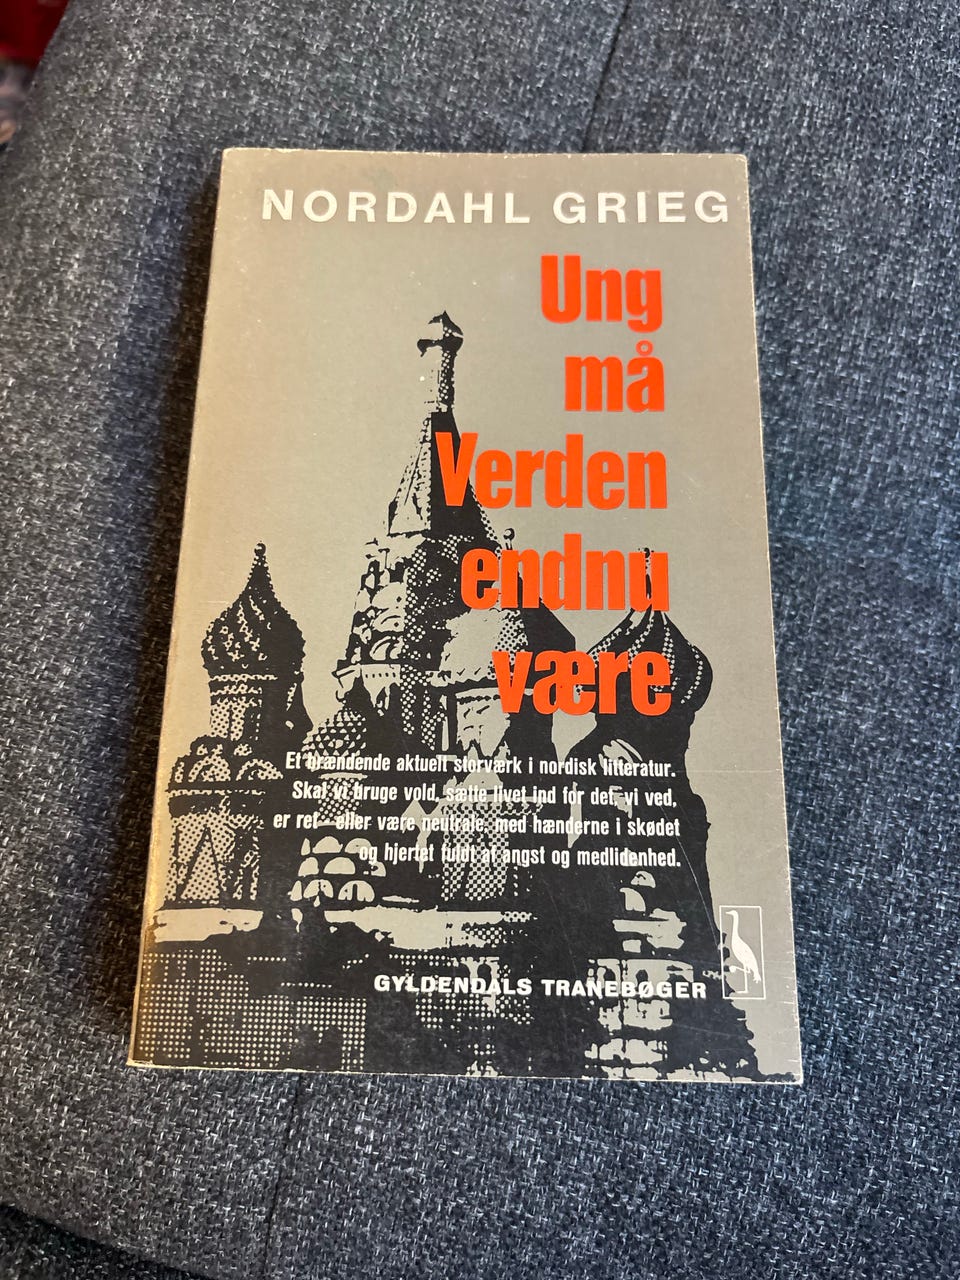 NORDAHL GRIEG
Ung
må
Verden
endnu
være
Et brændende aktuelt storværk i nordisk litteratur.
Skal vi bruge vold, sætte livet ind for det, vi ved,
er ret – eller være neutrale, med hænderne i skødet
og hjertet fuldt af angst og medlidenhed.
GYLDENDALS TRANEBØGER